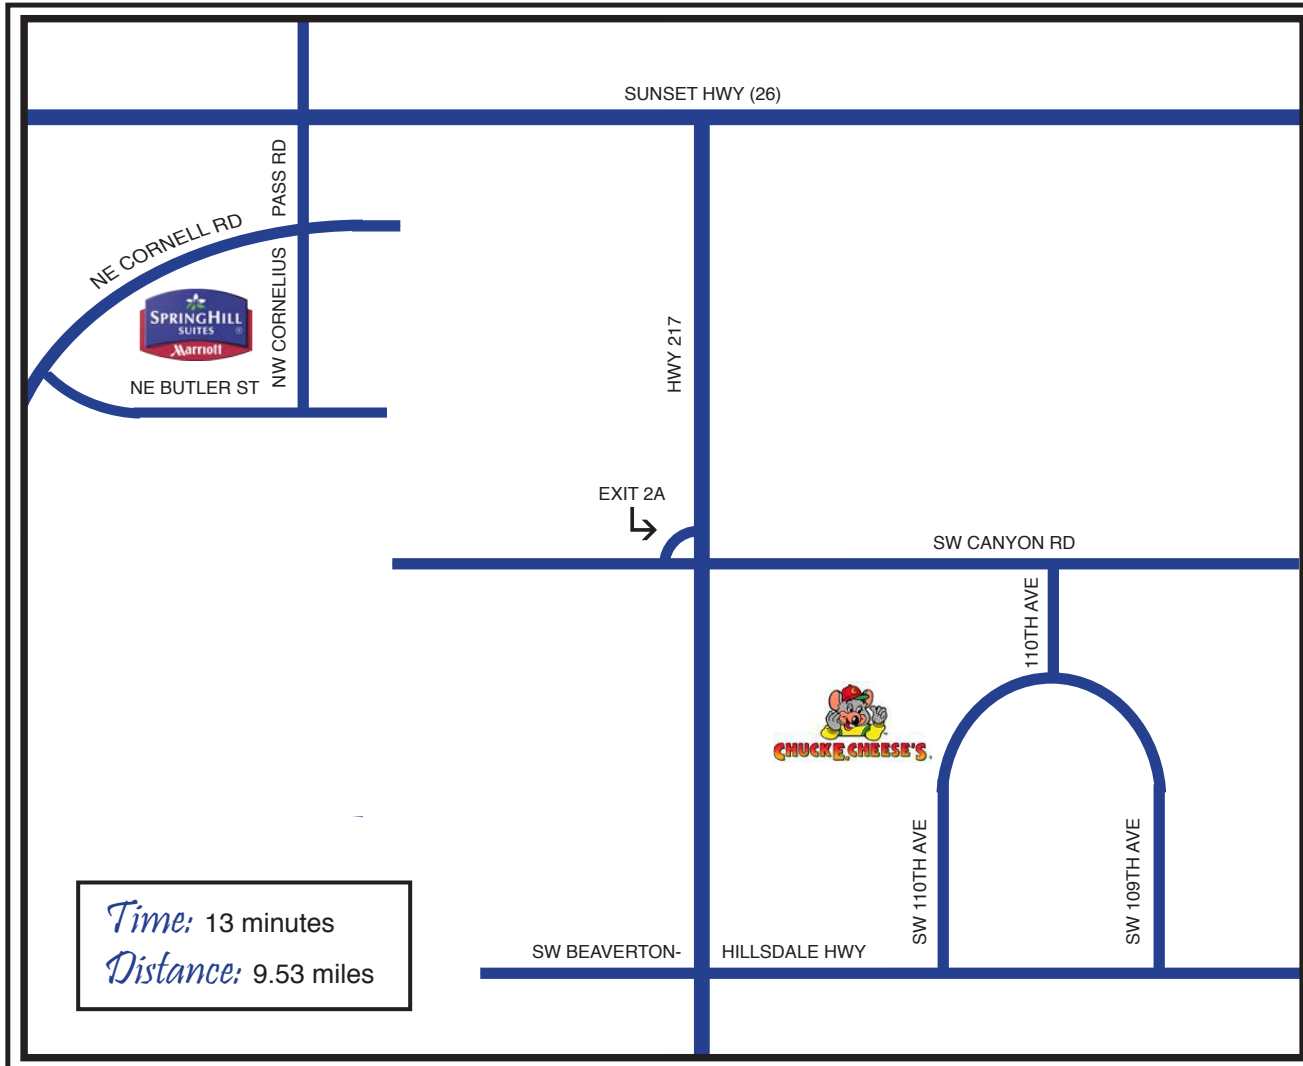 SUNSET HWY (26)
NW CORNELIUS PASS RD
NE CORNELL RD
SPRINGHILL
SUITES ®
Marriott
NE BUTLER ST
HWY 217
EXIT 2A
SW CANYON RD
110TH AVE
CHUCK E. CHEESE'S.
SW 110TH AVE
SW 109TH AVE
SW BEAVERTON- HILLSDALE HWY
Time: 13 minutes
Distance: 9.53 miles